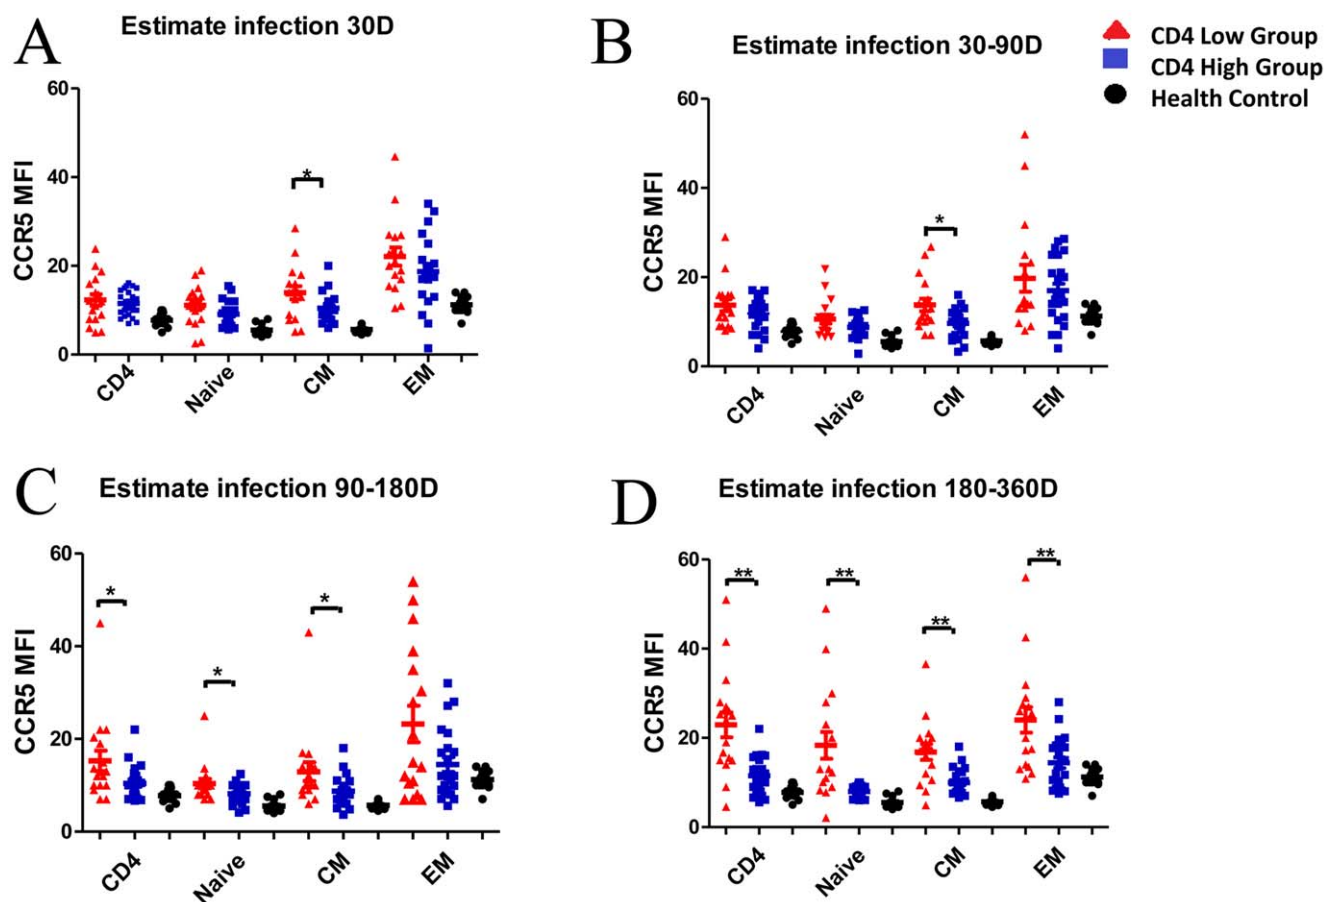 A
Estimate infection 30D
CCR5 MFI
60
40
20
0
*
CD4
Naive
CM
EM
B
Estimate infection 30-90D
CCR5 MFI
60
40
20
0
*
CD4
Naive
CM
EM
CD4 Low Group
CD4 High Group
Health Control
C
Estimate infection 90-180D
CCR5 MFI
60
40
20
0
*
*
*
CD4
Naive
CM
EM
D
Estimate infection 180-360D
CCR5 MFI
60
40
20
0
**
**
**
**
CD4
Naive
CM
EM